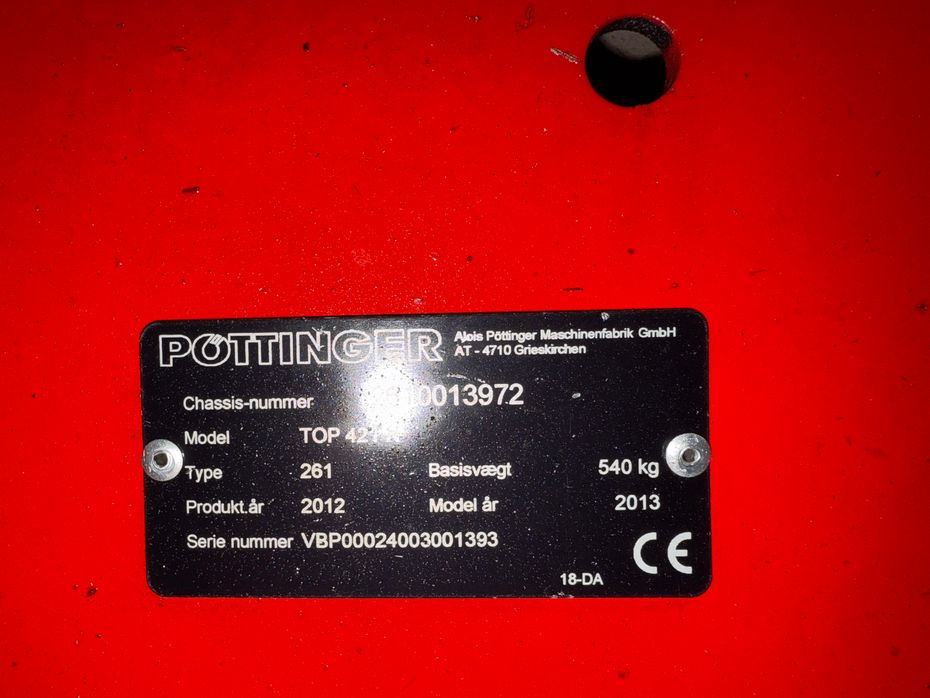 PÖTTINGER
Alois Pöttinger Maschinenfabrik GmbH
AT - 4710 Grieskirchen
Chassis-nummer
Model TOP
Type 261 Basisvægt 540 kg
Produkt.år 2012 Model år 2013
Serie nummer VBP00024003001393
CE
18-DA